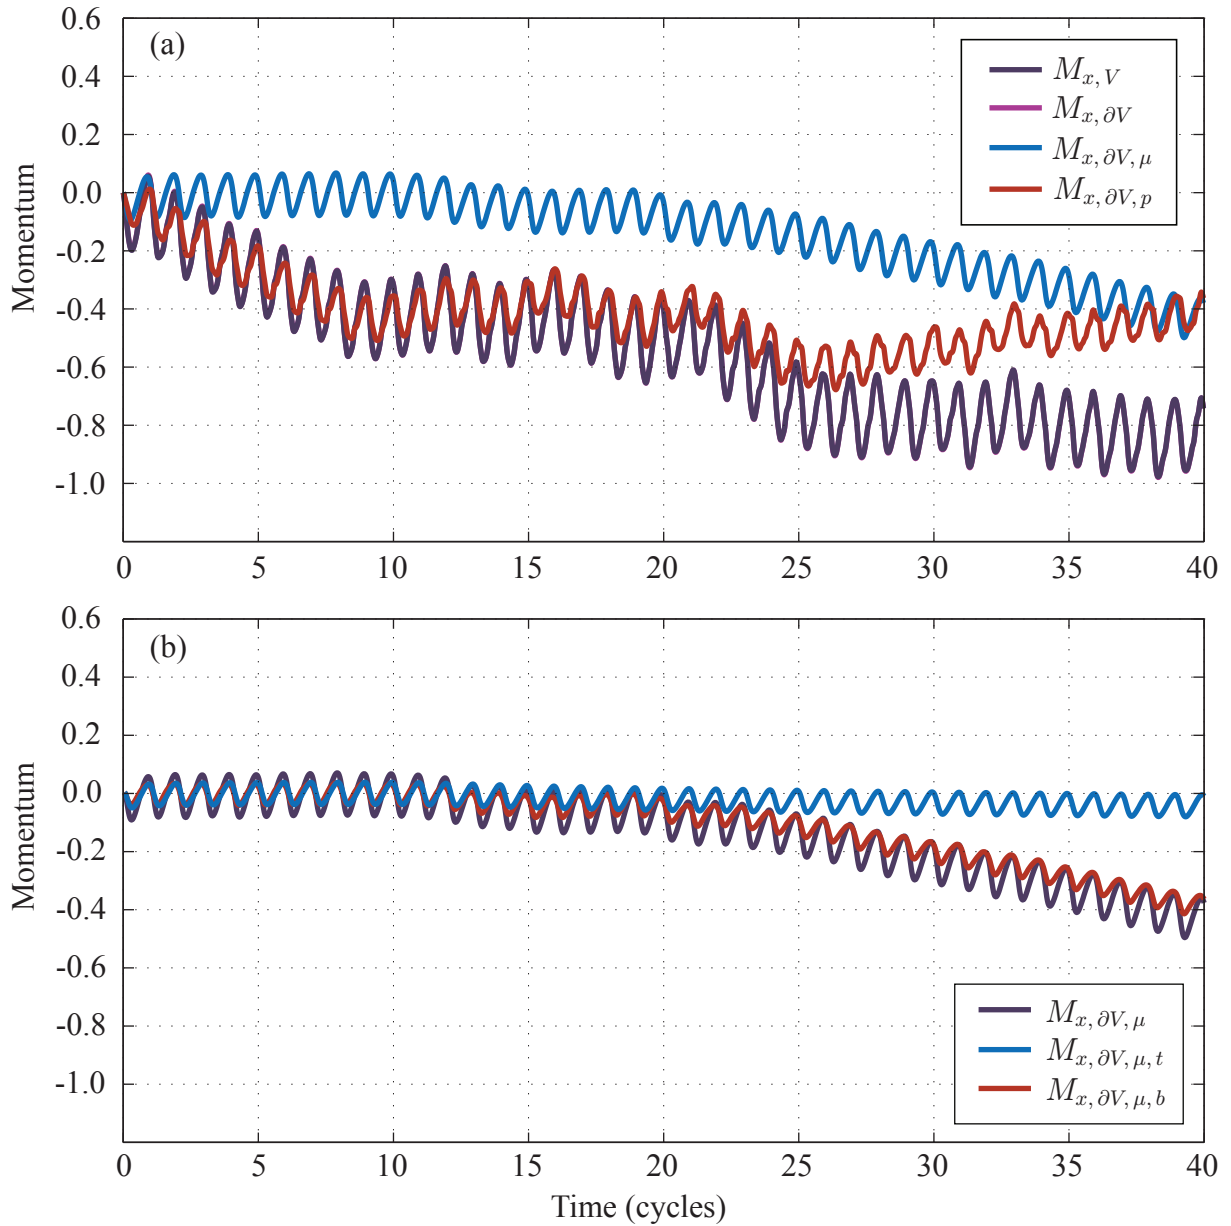 (a)
0.6
0.4
0.2
0.0
-0.2
-0.4
-0.6
-0.8
-1.0
Momentum
M_{x, V}
M_{x, ∂V}
M_{x, ∂V, μ}
M_{x, ∂V, p}
0 5 10 15 20 25 30 35 40
(b)
0.6
0.4
0.2
0.0
-0.2
-0.4
-0.6
-0.8
-1.0
Momentum
M_{x, ∂V, μ}
M_{x, ∂V, μ, t}
M_{x, ∂V, μ, b}
0 5 10 15 20 25 30 35 40
Time (cycles)